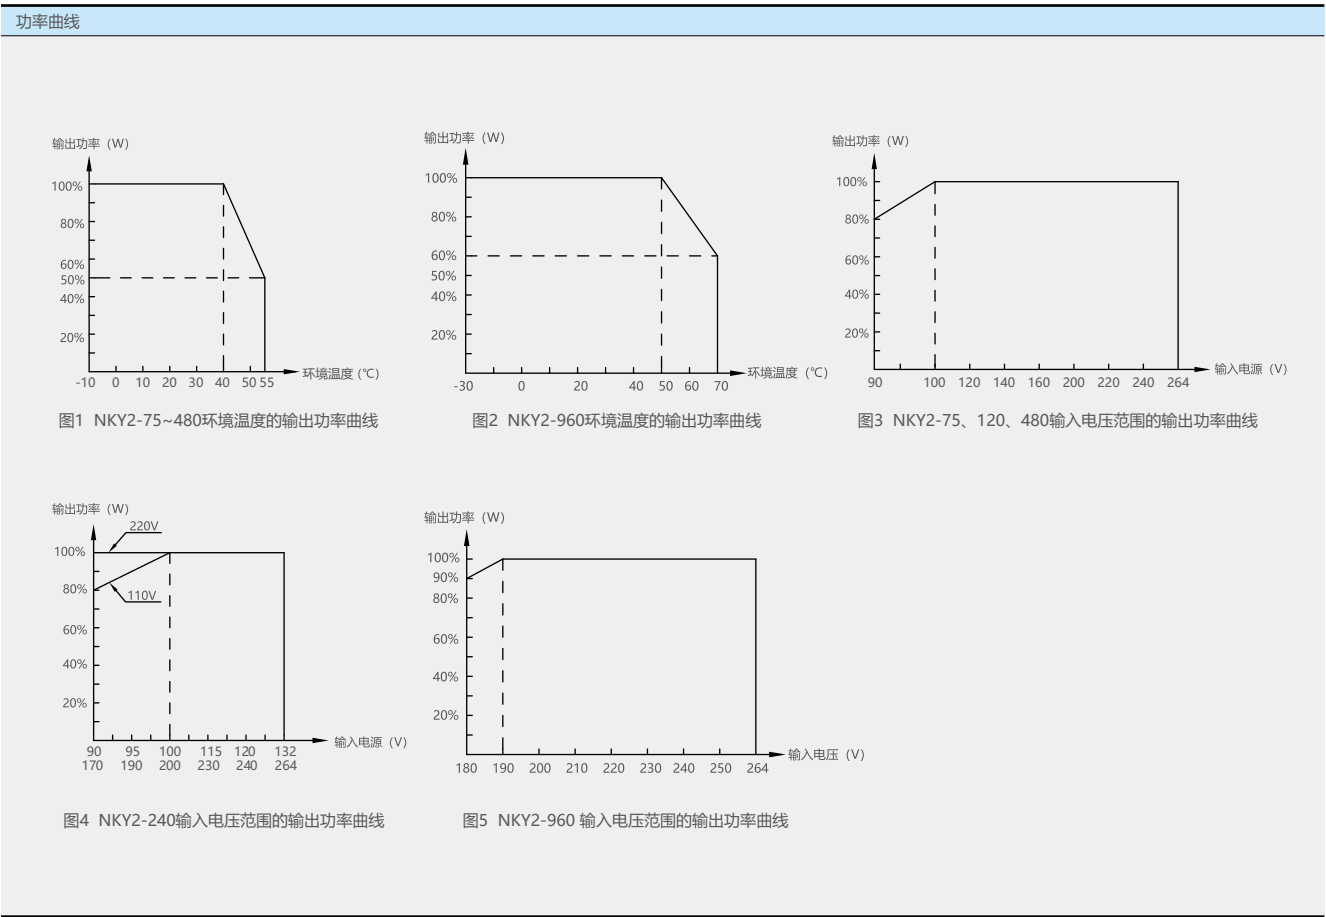 功率曲线
输出功率（W）
100%
80%
60%
50%
40%
20%
-10 0 10 20 30 40 50 55
环境温度 (℃)
图1 NKY2-75~480环境温度的输出功率曲线
输出功率（W）
100%
80%
60%
50%
40%
20%
-30 0 20 40 50 60 70
环境温度（℃）
图2 NKY2-960环境温度的输出功率曲线
输出功率（W）
100%
80%
60%
40%
20%
90 100 120 140 160 200 220 240 264
输入电源（V）
图3 NKY2-75、120、480输入电压范围的输出功率曲线
输出功率（W）
220V
100%
80%
110V
60%
40%
20%
90 95 100 115 120 132
170 190 200 230 240 264
输入电源（V）
图4 NKY2-240输入电压范围的输出功率曲线
输出功率（W）
100%
90%
80%
60%
40%
20%
180 190 200 210 220 230 240 250 264
输入电压（V）
图5 NKY2-960 输入电压范围的输出功率曲线